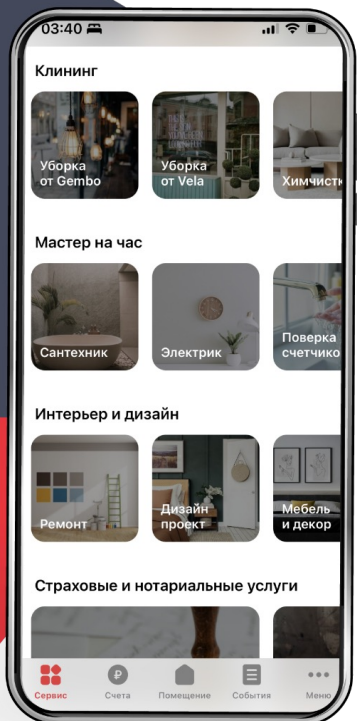 03:40
Клининг
Уборка
от Gembo
Уборка
от Vela
Химчистк
Мастер на час
Сантехник
Электрик
Поверка
счетчико
Интерьер и дизайн
Ремонт
Дизайн
проект
Мебель
и декор
Страховые и нотариальные услуги
Сервис
₽
Счета
Помещение
События
Меню